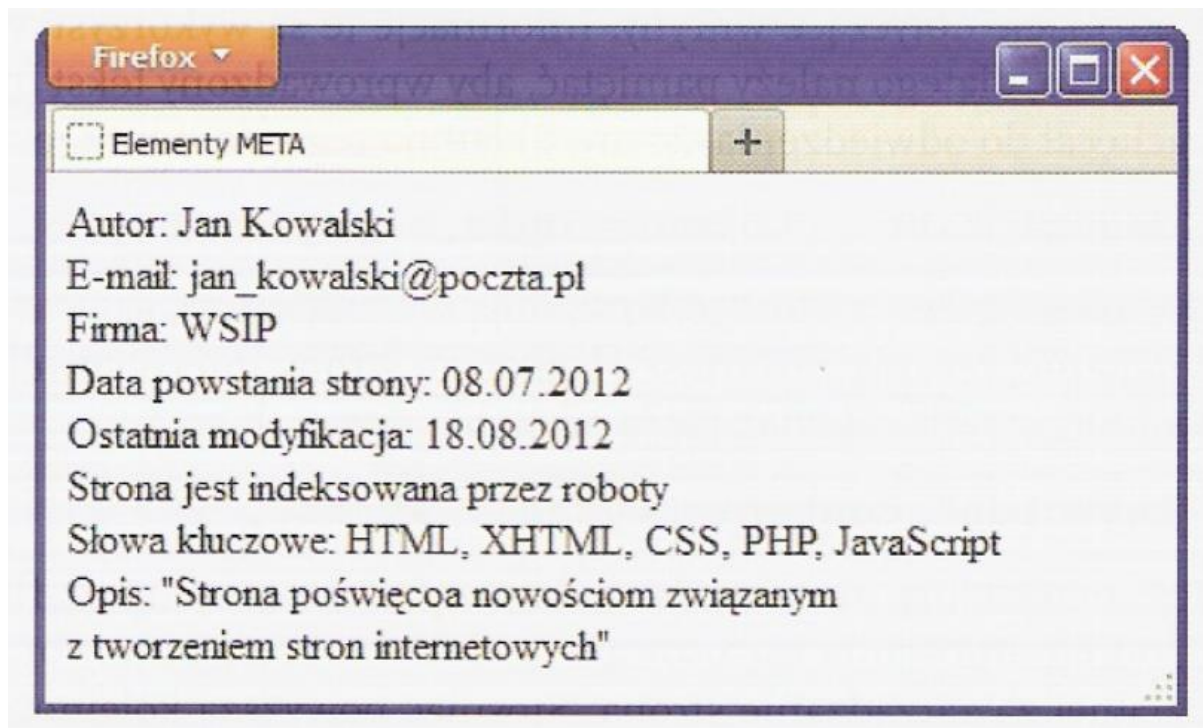 Firefox
Elementy META
Autor: Jan Kowalski
E-mail: jan_kowalski@poczta.pl
Firma: WSIP
Data powstania strony: 08.07.2012
Ostatnia modyfikacja: 18.08.2012
Strona jest indeksowana przez roboty
Słowa kluczowe: HTML, XHTML, CSS, PHP, JavaScript
Opis: "Strona poświęcoa nowościom związanym
z tworzeniem stron internetowych"